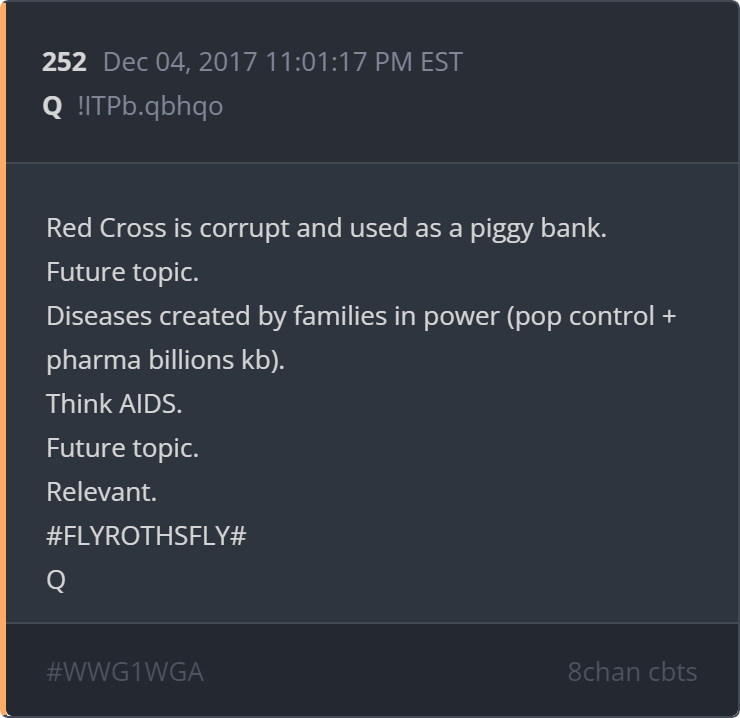 252 Dec 04, 2017 11:01:17 PM EST
Q !ITPb.qbhqo
Red Cross is corrupt and used as a piggy bank.
Future topic.
Diseases created by families in power (pop control +
pharma billions kb).
Think AIDS.
Future topic.
Relevant.
#FLYROTHSFLY#
Q
#WWG1WGA 8chan cbts